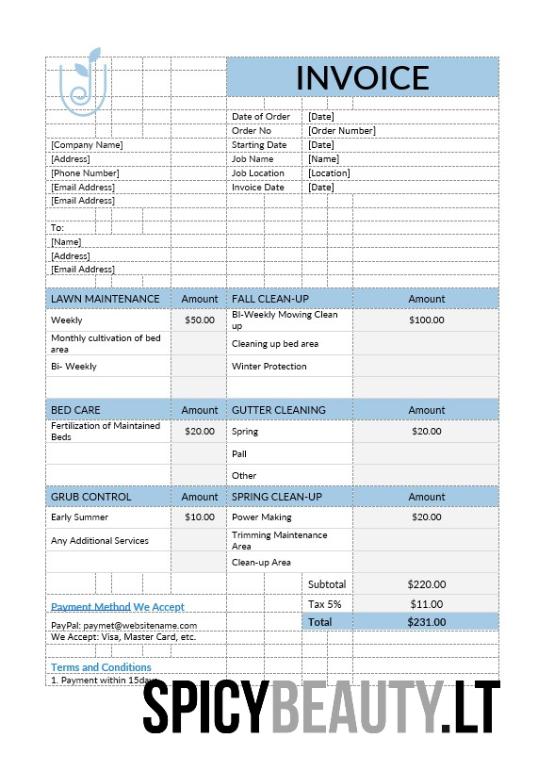 INVOICE
Date of Order [Date]
Order No [Order Number]
[Company Name] Starting Date [Date]
[Address] Job Name [Name]
[Phone Number] Job Location [Location]
[Email Address] Invoice Date [Date]
[Email Address]
To:
[Name]
[Address]
[Email Address]
LAWN MAINTENANCE Amount FALL CLEAN-UP Amount
Weekly $50.00 BI-Weekly Mowing Clean $100.00
up
Monthly cultivation of bed Cleaning up bed area
area
Bi- Weekly Winter Protection
BED CARE Amount GUTTER CLEANING Amount
Fertilization of Maintained $20.00 Spring $20.00
Beds
Pall
Other
GRUB CONTROL Amount SPRING CLEAN-UP Amount
Early Summer $10.00 Power Making $20.00
Any Additional Services Trimming Maintenance
Area
Clean-up Area
Subtotal $220.00
Payment Method We Accept Tax 5% $11.00
PayPal: paymet@websitename.com Total $231.00
We Accept: Visa, Master Card, etc.
Terms and Conditions
1. Payment within 15days
SPICYBEAUTY.LT